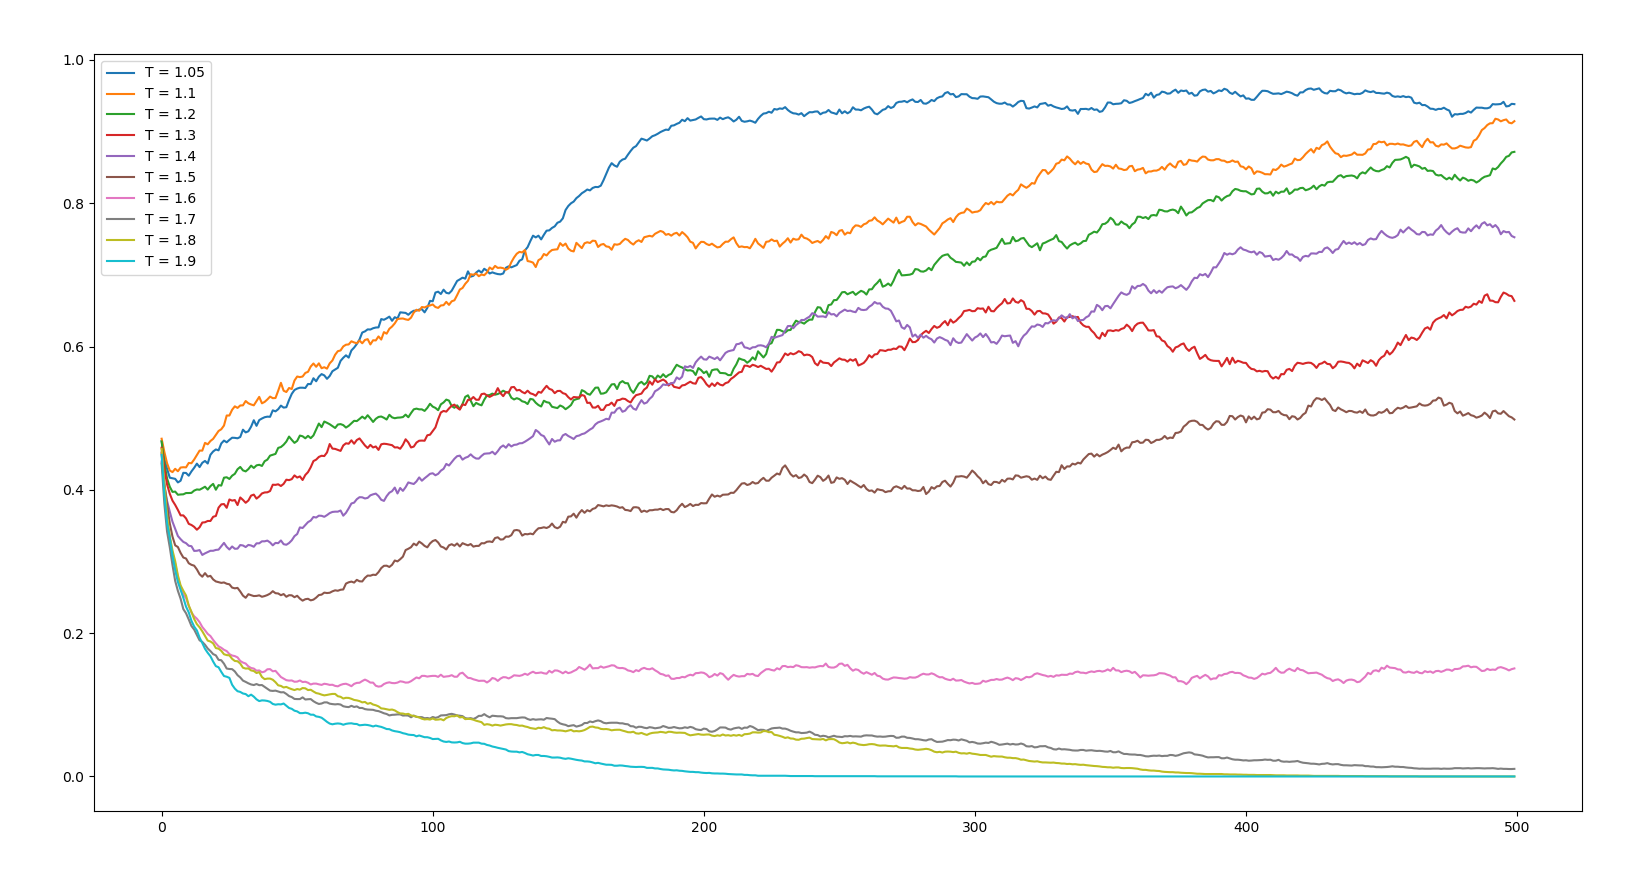 1.0
0.8
0.6
0.4
0.2
0.0
T = 1.05
T = 1.1
T = 1.2
T = 1.3
T = 1.4
T = 1.5
T = 1.6
T = 1.7
T = 1.8
T = 1.9
0 100 200 300 400 500